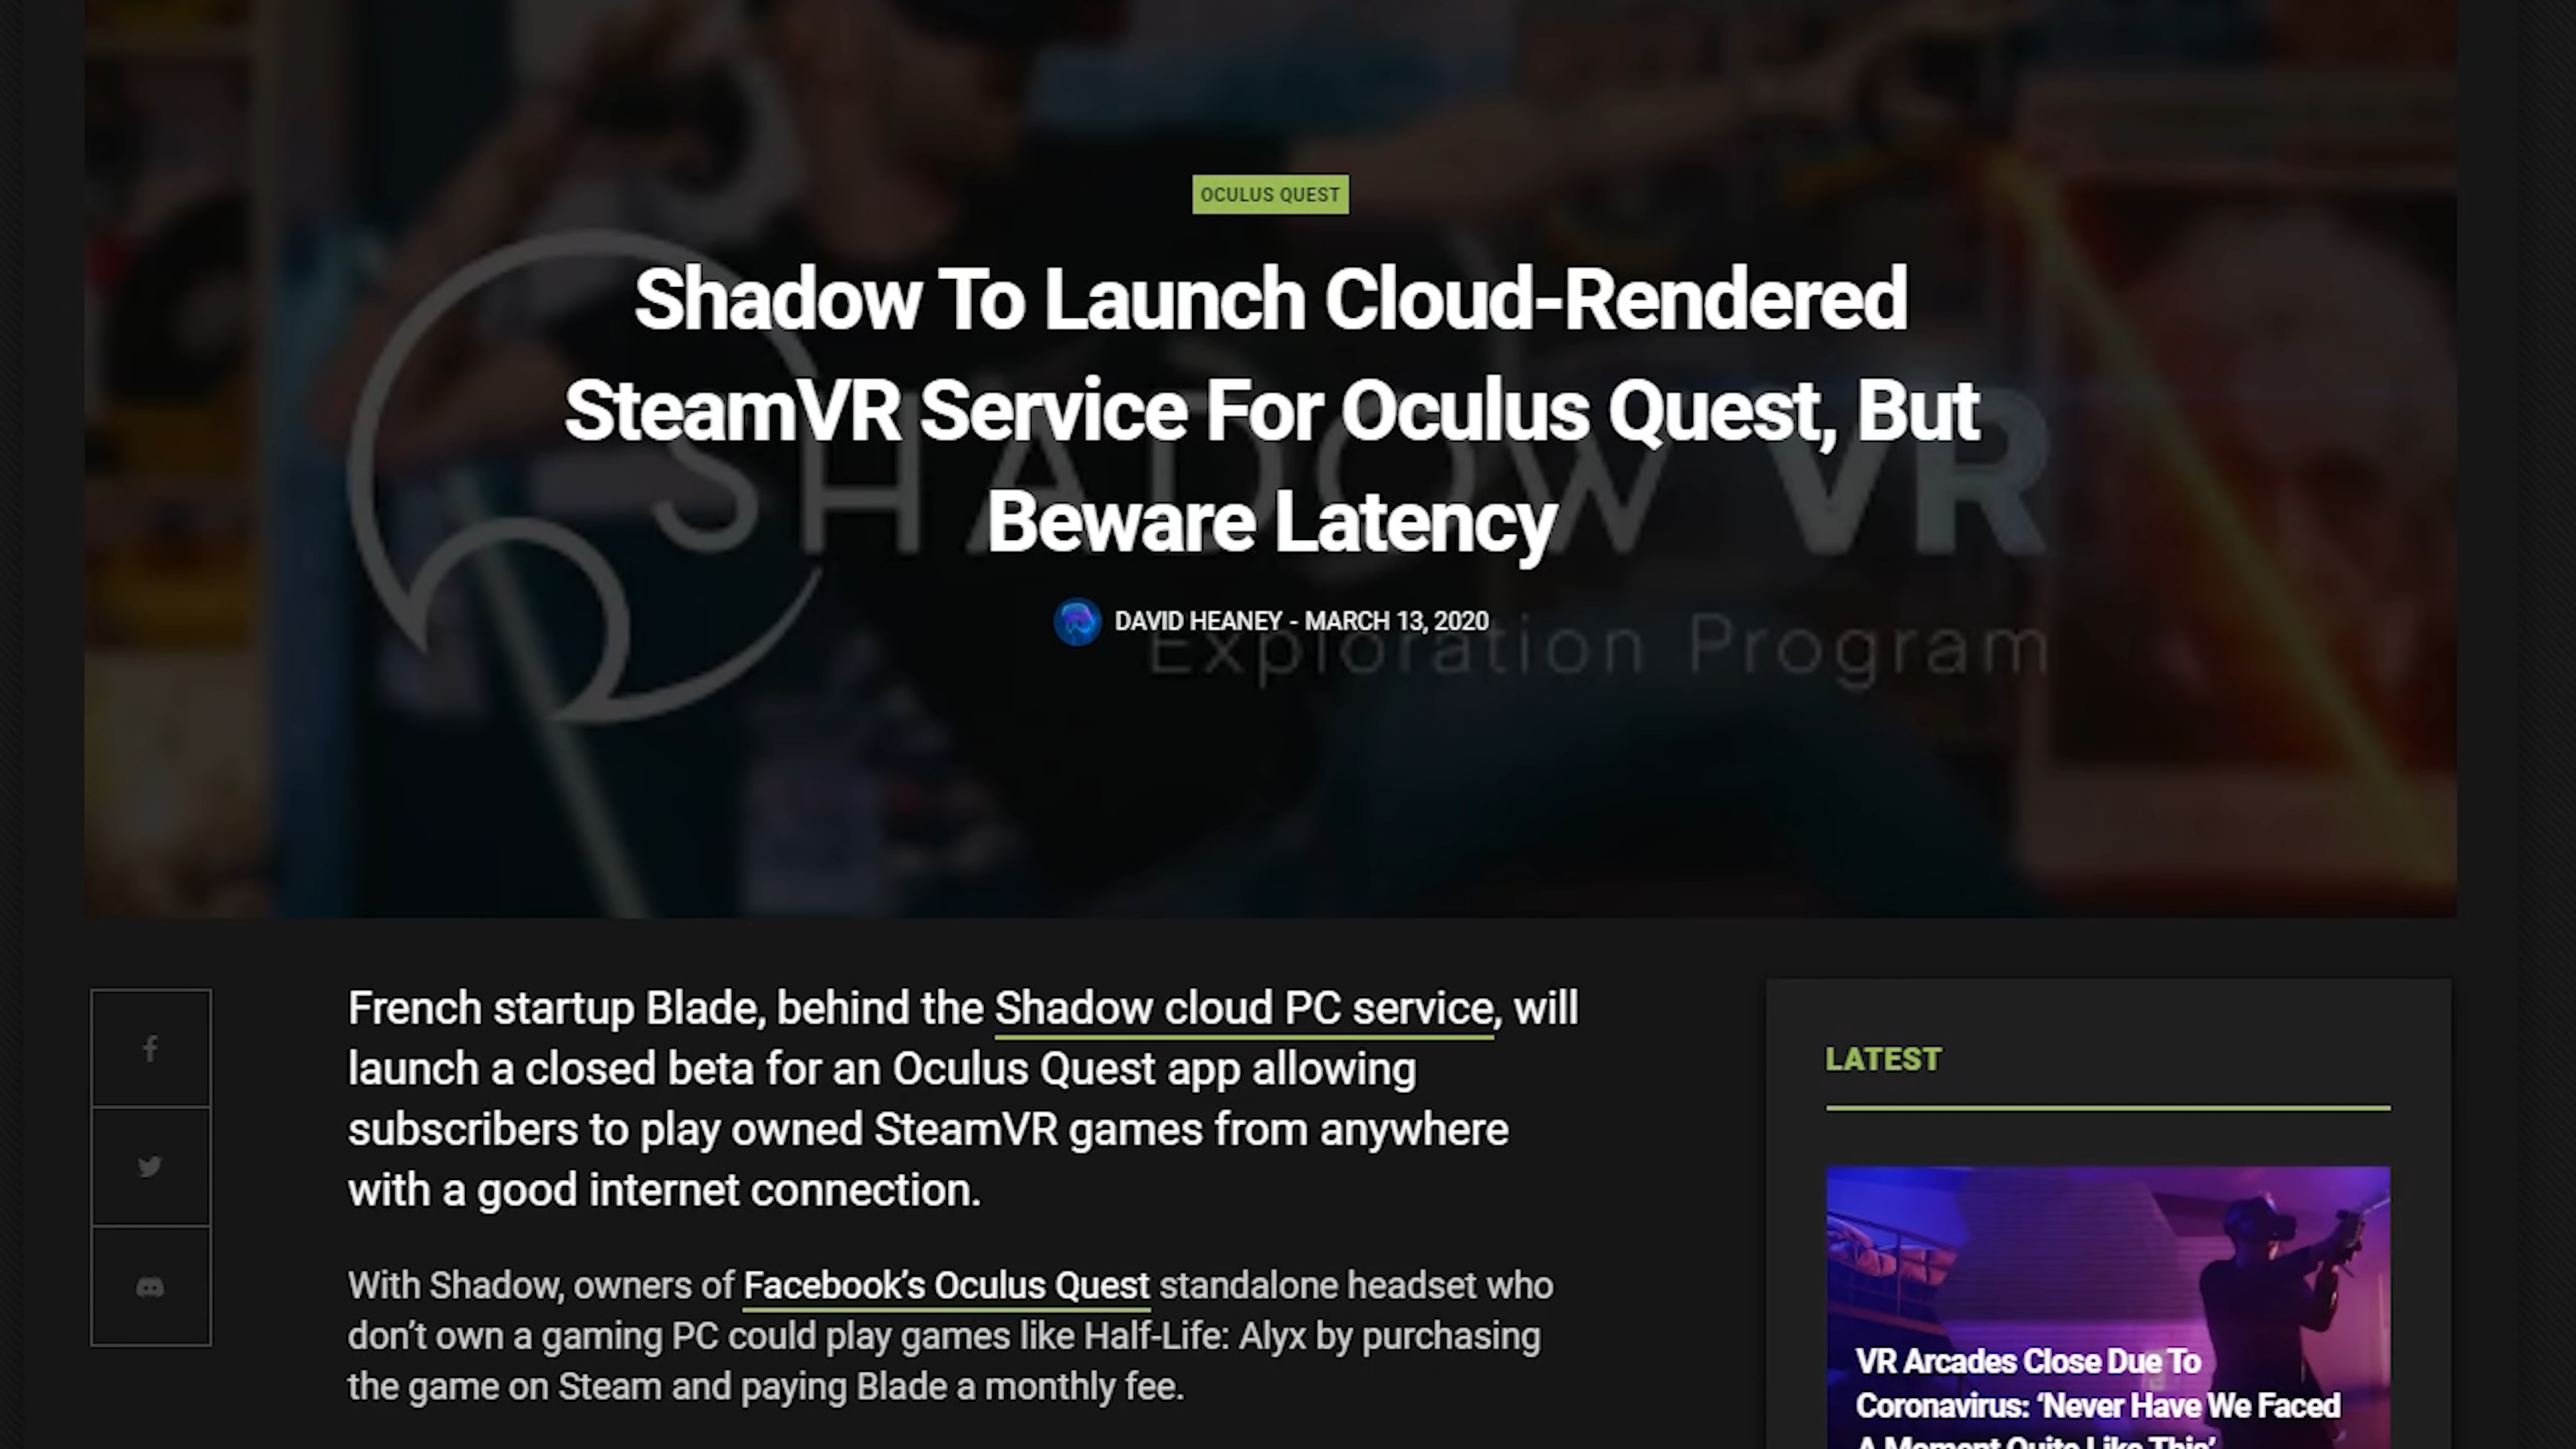 OCULUS QUEST
Shadow To Launch Cloud-Rendered
SteamVR Service For Oculus Quest, But
Beware Latency
SHADOW VR
DAVID HEANEY - MARCH 13, 2020
Exploration Program
French startup Blade, behind the Shadow cloud PC service, will
launch a closed beta for an Oculus Quest app allowing
subscribers to play owned SteamVR games from anywhere
with a good internet connection.
With Shadow, owners of Facebook’s Oculus Quest standalone headset who
don’t own a gaming PC could play games like Half-Life: Alyx by purchasing
the game on Steam and paying Blade a monthly fee.
LATEST
VR Arcades Close Due To
Coronavirus: ‘Never Have We Faced
A Moment Quite Like This’